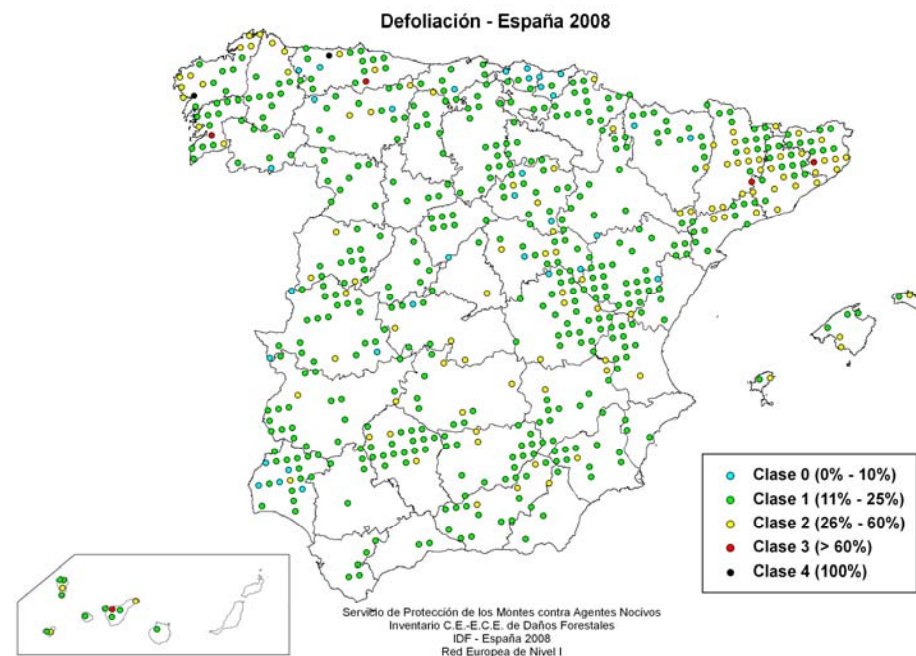 Defoliación - España 2008
Clase 0 (0% - 10%)
Clase 1 (11% - 25%)
Clase 2 (26% - 60%)
Clase 3 (> 60%)
Clase 4 (100%)
Servicio de Protección de los Montes contra Agentes Nocivos
Inventario C.E.-E.C.E. de Daños Forestales
IDF - España 2008
Red Europea de Nivel I